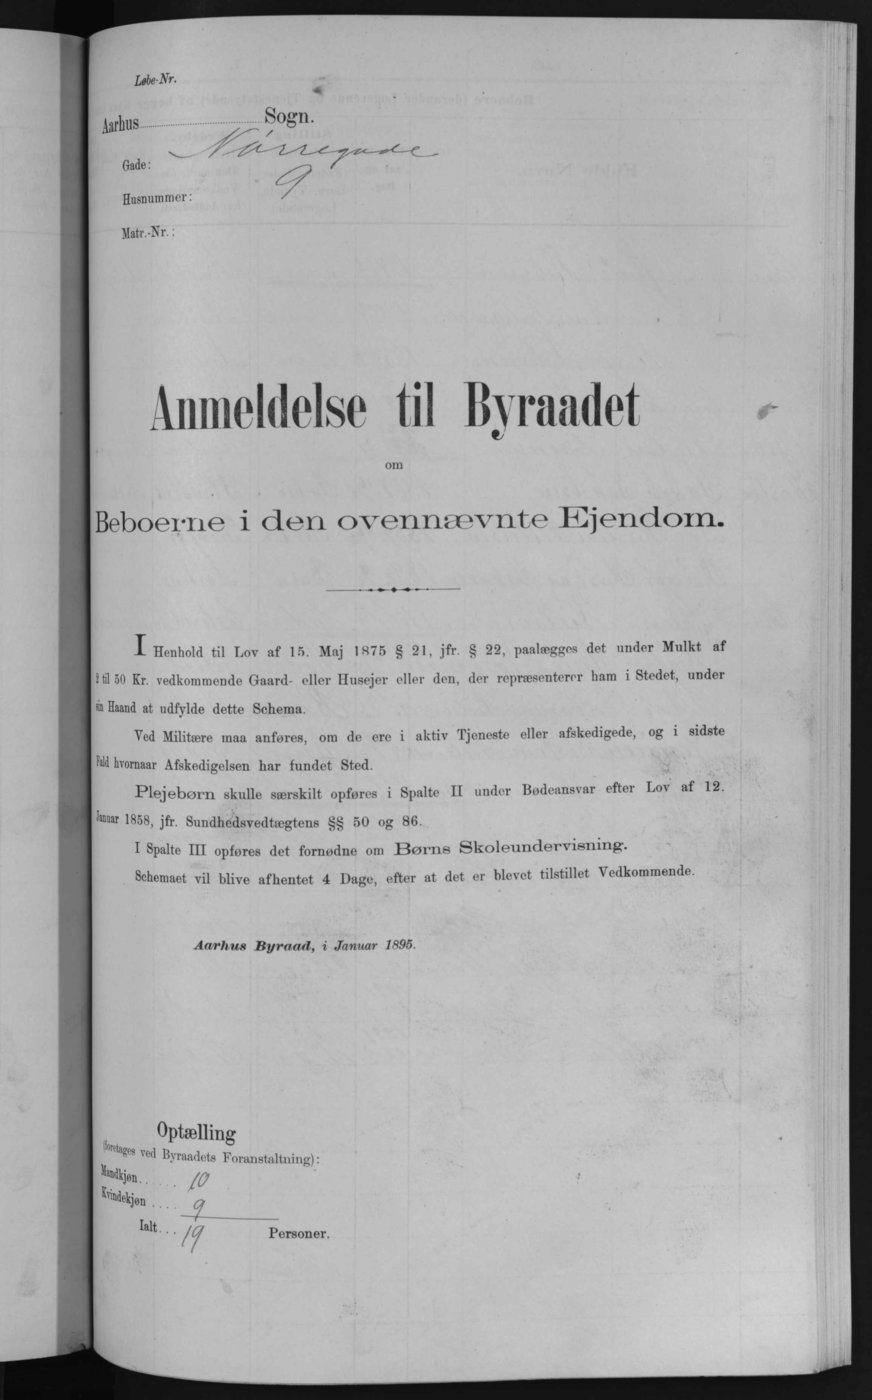 Løbe-Nr.
Aarhus Sogn.
Gade: Nørregade
Husnummer: 9
Matr.-Nr.:
Anmeldelse til Byraadet
om
Beboerne i den ovennævnte Ejendom.
I Henhold til Lov af 15. Maj 1875 § 21, jfr. § 22, paalægges det under Mulkt af
2 til 50 Kr. vedkommende Gaard- eller Husejer eller den, der repræsenterer ham i Stedet, under
sin Haand at udfylde dette Schema.
Ved Militære maa anføres, om de ere i aktiv Tjeneste eller afskedigede, og i sidste
Fald hvornaar Afskedigelsen har fundet Sted.
Plejebørn skulle særskilt opføres i Spalte II under Bødeansvar efter Lov af 12.
Januar 1858, jfr. Sundhedsvedtægtens §§ 50 og 86.
I Spalte III opføres det fornødne om Børns Skoleundervisning.
Schemaet vil blive afhentet 4 Dage, efter at det er blevet tilstillet Vedkommende.
Aarhus Byraad, i Januar 1895.
Optælling
(foretages ved Byraadets Foranstaltning):
Mandkjøn...... 10
Kvindekjøn .... 9
Ialt... 19 Personer.